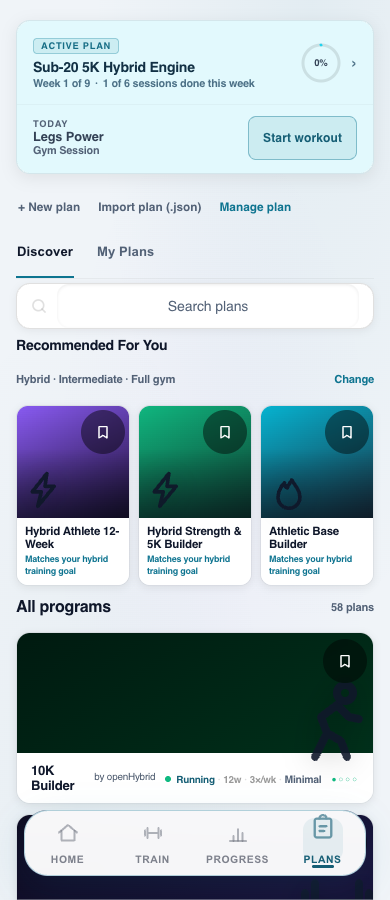 ACTIVE PLAN
Sub-20 5K Hybrid Engine
Week 1 of 9 · 1 of 6 sessions done this week
0%
TODAY
Legs Power
Gym Session
Start workout
+ New plan Import plan (.json) Manage plan
Discover My Plans
Search plans
Recommended For You
Hybrid · Intermediate · Full gym Change
Hybrid Athlete 12-
Week
Matches your hybrid
training goal
Hybrid Strength &
5K Builder
Matches your hybrid
training goal
Athletic Base
Builder
Matches your hybrid
training goal
All programs 58 plans
10K
Builder
by openHybrid Running · 12w · 3×/wk · Minimal
HOME TRAIN PROGRESS PLANS